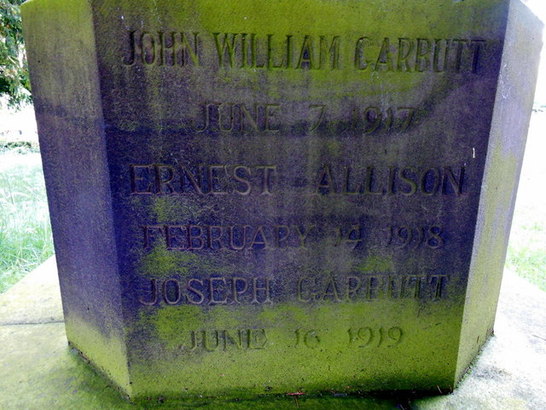 JOHN WILLIAM GARBUTT
JUNE 7 1917
ERNEST ALLISON
FEBRUARY 14 1918
JOSEPH GARBUTT
JUNE 16 1919